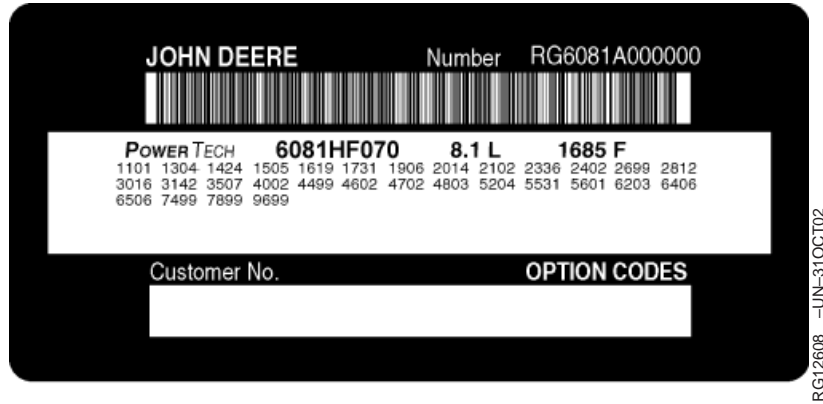 JOHN DEERE Number RG6081A000000
POWERTECH 6081HF070 8.1 L 1685 F
1101 1304 1424 1505 1619 1731 1906 2014 2102 2336 2402 2699 2812
3016 3142 3507 4002 4499 4602 4702 4803 5204 5531 5601 6203 6406
6506 7499 7899 9699
Customer No. OPTION CODES
RG12608 –UN–31OCT02